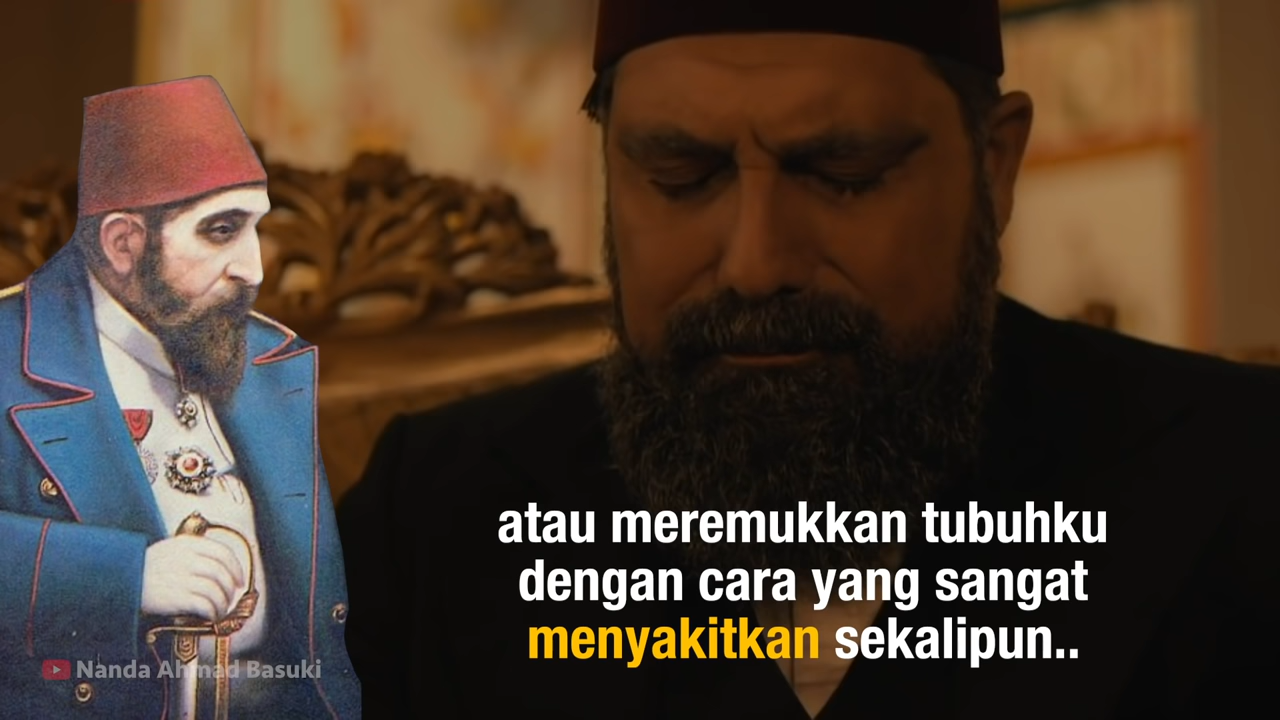 atau meremukkan tubuhku
dengan cara yang sangat
menyakitkan sekalipun..
Nanda Ahmad Basuki